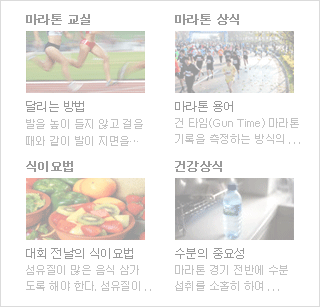 마라톤 교실
달리는 방법
발을 높이 들지 않고 걸을
때와 같이 발이 지면을…
마라톤 상식
마라톤 용어
건 타임(Gun Time) 마라톤
기록을 측정하는 방식의 ...
식이요법
대회 전날의 식이요법
섬유질이 많은 음식 삼가
도록 해야 한다. 섬유질이 ..
건강상식
수분의 중요성
마라톤 경기 전반에 수분
섭취를 소홀히 하여 ...